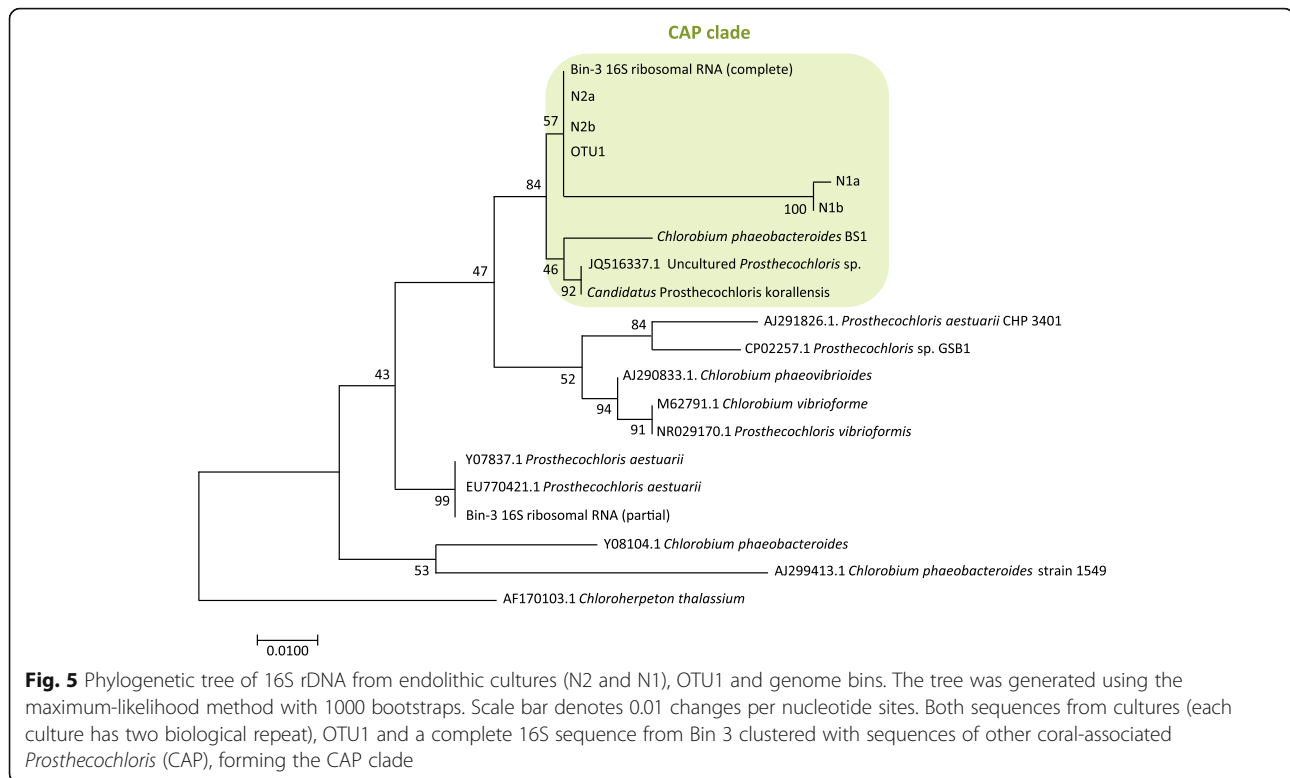 CAP clade
Bin-3 16S ribosomal RNA (complete)
N2a
57
N2b
OTU1
84
N1a
100
N1b
Chlorobium phaeobacteroides BS1
47
46
JQ516337.1 Uncultured Prosthecochloris sp.
92
Candidatus Prosthecochloris korallensis
84
AJ291826.1. Prosthecochloris aestuarii CHP 3401
CP02257.1 Prosthecochloris sp. GSB1
43
52
AJ290833.1. Chlorobium phaeovibrioides
94
M62791.1 Chlorobium vibrioforme
91
NR029170.1 Prosthecochloris vibrioformis
Y07837.1 Prosthecochloris aestuarii
99
EU770421.1 Prosthecochloris aestuarii
Bin-3 16S ribosomal RNA (partial)
Y08104.1 Chlorobium phaeobacteroides
53
AJ299413.1 Chlorobium phaeobacteroides strain 1549
AF170103.1 Chloroherpeton thalassium
0.0100
Fig. 5 Phylogenetic tree of 16S rDNA from endolithic cultures (N2 and N1), OTU1 and genome bins. The tree was generated using the
maximum-likelihood method with 1000 bootstraps. Scale bar denotes 0.01 changes per nucleotide sites. Both sequences from cultures (each
culture has two biological repeat), OTU1 and a complete 16S sequence from Bin 3 clustered with sequences of other coral-associated
Prosthecochloris (CAP), forming the CAP clade